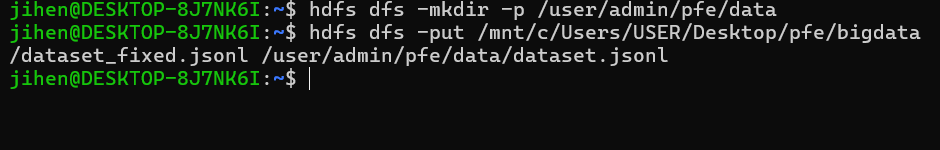 jihen@DESKTOP-8J7NK6I:~$ hdfs dfs -mkdir -p /user/admin/pfe/data
jihen@DESKTOP-8J7NK6I:~$ hdfs dfs -put /mnt/c/Users/USER/Desktop/pfe/bigdata
/dataset_fixed.jsonl /user/admin/pfe/data/dataset.jsonl
jihen@DESKTOP-8J7NK6I:~$